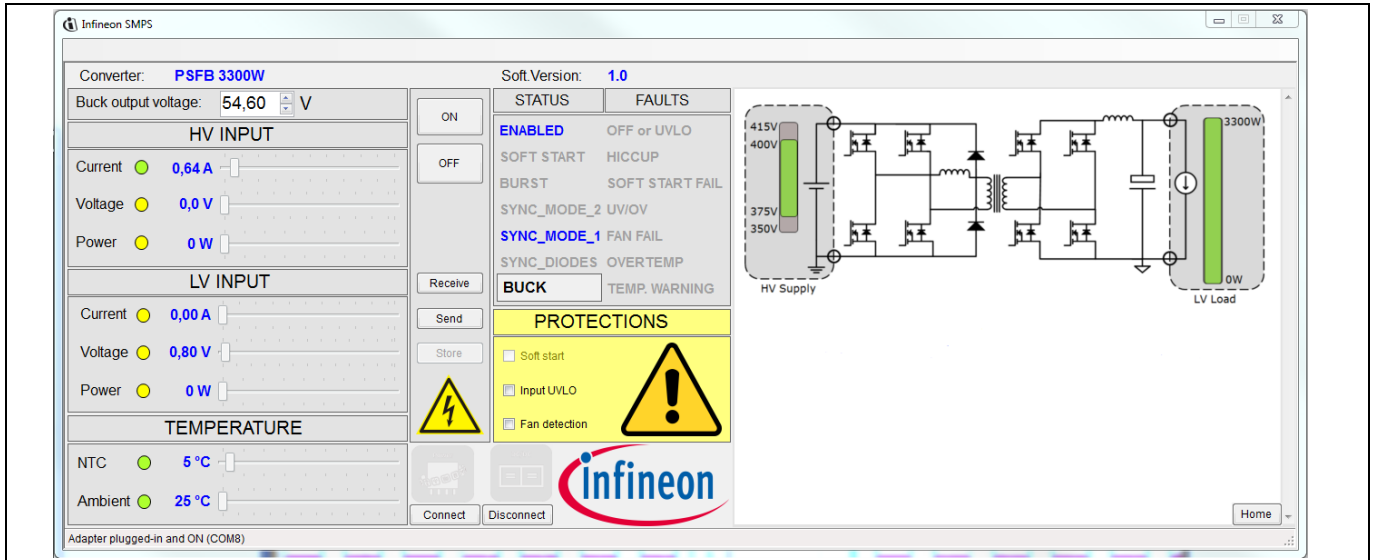 Infineon SMPS
Converter: PSFB 3300W Soft.Version: 1.0
Buck output voltage: 54,60 V
HV INPUT
Current 0,64 A
Voltage 0,0 V
Power 0 W
LV INPUT
Current 0,00 A
Voltage 0,80 V
Power 0 W
TEMPERATURE
NTC 5 °C
Ambient 25 °C
ON
OFF
Receive
Send
Store
Connect Disconnect
STATUS FAULTS
ENABLED OFF or UVLO
SOFT START HICCUP
BURST SOFT START FAIL
SYNC_MODE_2 UV/OV
SYNC_MODE_1 FAN FAIL
SYNC_DIODES OVERTEMP
BUCK TEMP. WARNING
PROTECTIONS
Soft start
Input UVLO
Fan detection
infineon
415V
400V
375V
350V
HV Supply
3300W
0W
LV Load
Home
Adapter plugged-in and ON (COM8)